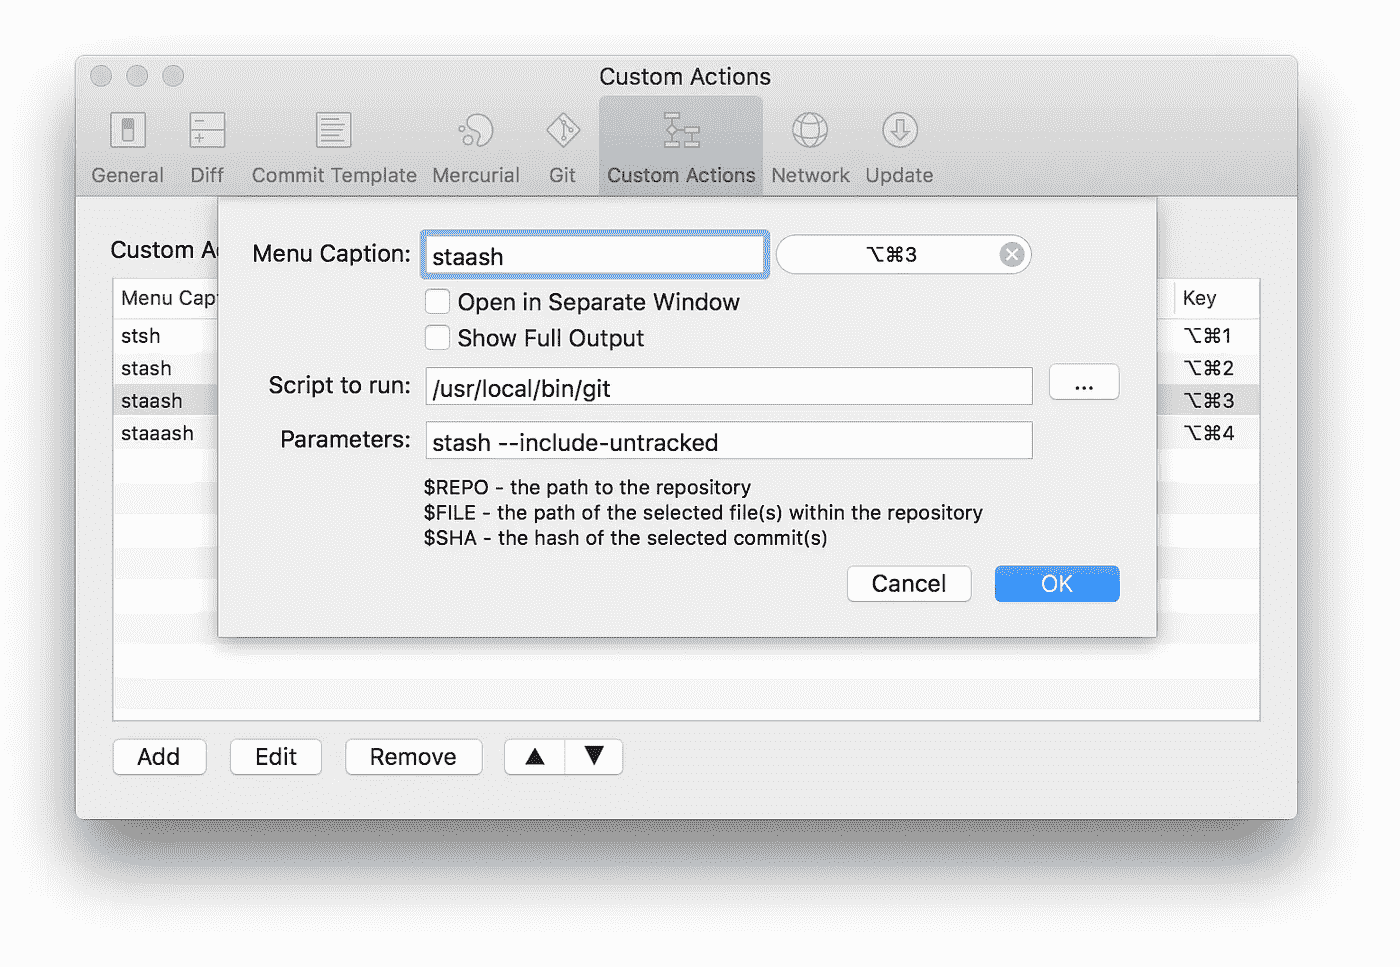 Custom Actions
General Diff Commit Template Mercurial Git Custom Actions Network Update
Custom Ac
Menu Caption: staash ⌥⌘3
Open in Separate Window
Show Full Output
Script to run: /usr/local/bin/git ...
Parameters: stash --include-untracked
$REPO - the path to the repository
$FILE - the path of the selected file(s) within the repository
$SHA - the hash of the selected commit(s)
Cancel OK
Menu Cap Key
stsh ⌥⌘1
stash ⌥⌘2
staash ⌥⌘3
staaash ⌥⌘4
Add Edit Remove ▲ ▼